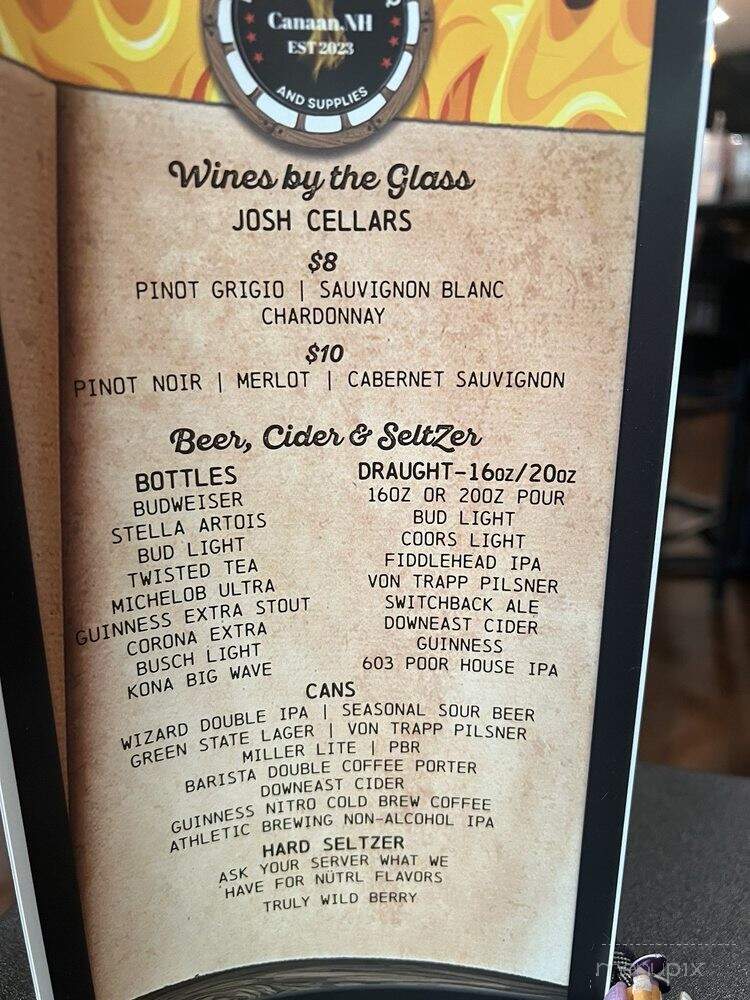 Canaan,NH
EST 2023
AND SUPPLIES
Wines by the Glass
JOSH CELLARS
$8
PINOT GRIGIO | SAUVIGNON BLANC
CHARDONNAY
$10
PINOT NOIR | MERLOT | CABERNET SAUVIGNON
Beer, Cider & SeltZer
BOTTLES
BUDWEISER
STELLA ARTOIS
BUD LIGHT
TWISTED TEA
MICHELOB ULTRA
GUINNESS EXTRA STOUT
CORONA EXTRA
BUSCH LIGHT
KONA BIG WAVE
DRAUGHT-16oz/20oz
16OZ OR 20OZ POUR
BUD LIGHT
COORS LIGHT
FIDDLEHEAD IPA
VON TRAPP PILSNER
SWITCHBACK ALE
DOWNEAST CIDER
GUINNESS
603 POOR HOUSE IPA
CANS
WIZARD DOUBLE IPA | SEASONAL SOUR BEER
GREEN STATE LAGER | VON TRAPP PILSNER
MILLER LITE | PBR
BARISTA DOUBLE COFFEE PORTER
DOWNEAST CIDER
GUINNESS NITRO COLD BREW COFFEE
ATHLETIC BREWING NON-ALCOHOL IPA
HARD SELTZER
ASK YOUR SERVER WHAT WE
HAVE FOR NÜTRL FLAVORS
TRULY WILD BERRY
menupix